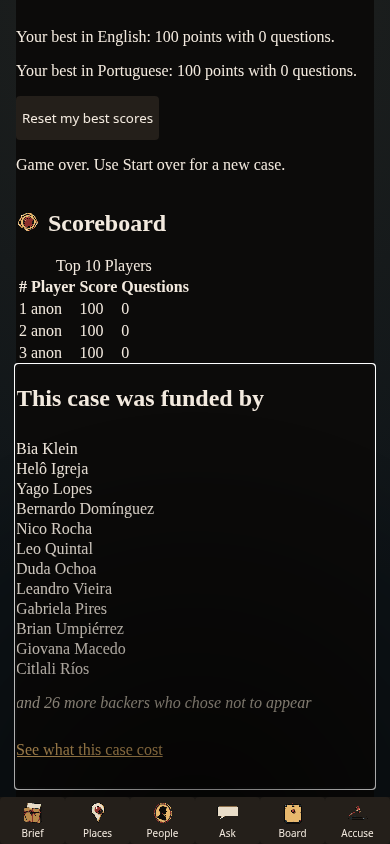 Your best in English: 100 points with 0 questions.
Your best in Portuguese: 100 points with 0 questions.
Reset my best scores
Game over. Use Start over for a new case.
Scoreboard
Top 10 Players
# Player Score Questions
1 anon 100 0
2 anon 100 0
3 anon 100 0
This case was funded by
Bia Klein
Helô Igreja
Yago Lopes
Bernardo Domínguez
Nico Rocha
Leo Quintal
Duda Ochoa
Leandro Vieira
Gabriela Pires
Brian Umpiérrez
Giovana Macedo
Citlali Ríos
and 26 more backers who chose not to appear
See what this case cost
Brief Places People Ask Board Accuse